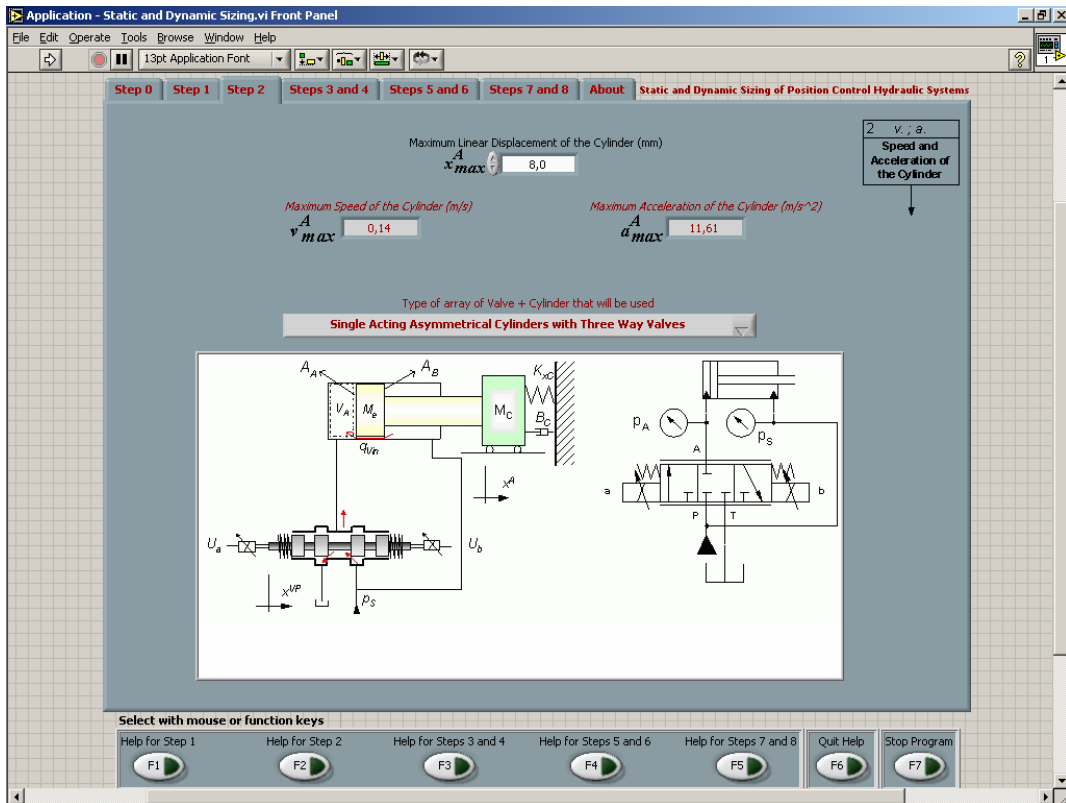 Application - Static and Dynamic Sizing.vi Front Panel
File Edit Operate Tools Browse Window Help
13pt Application Font
? 1
Step 0 Step 1 Step 2 Steps 3 and 4 Steps 5 and 6 Steps 7 and 8 About Static and Dynamic Sizing of Position Control Hydraulic Systems
2 v. ; a.
Speed and
Acceleration of
the Cylinder
Maximum Linear Displacement of the Cylinder (mm)
x A max 8,0
Maximum Speed of the Cylinder (m/s) Maximum Acceleration of the Cylinder (m/s^2)
v A max 0,14 a A max 11,61
Type of array of Valve + Cylinder that will be used
Single Acting Asymmetrical Cylinders with Three Way Valves
A_A A_B K_xC
V_A M_e M_C B_C
q_Vin
x^A
U_a U_b
x^VP p_S
p_A p_S
A
a b
P T
Select with mouse or function keys
Help for Step 1 Help for Step 2 Help for Steps 3 and 4 Help for Steps 5 and 6 Help for Steps 7 and 8 Quit Help Stop Program
F1 F2 F3 F4 F5 F6 F7